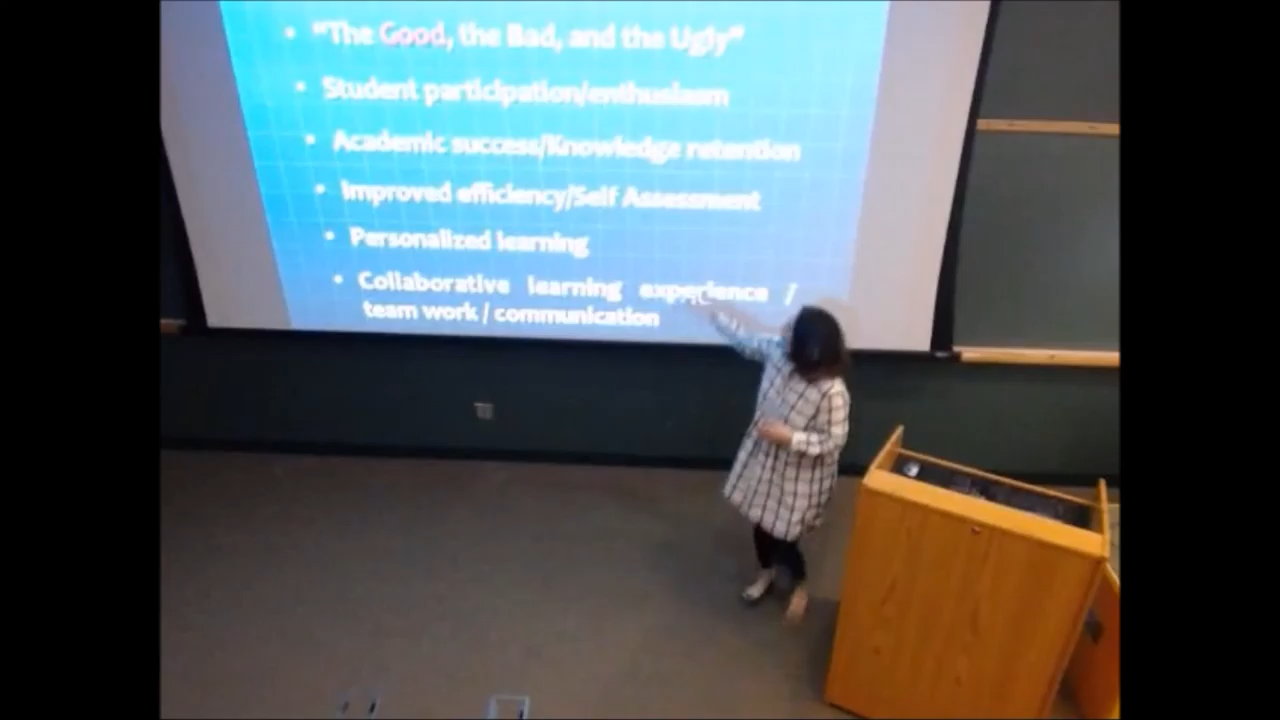 • "The Good, the Bad, and the Ugly"
• Student participation/enthusiasm
• Academic success/Knowledge retention
• Improved efficiency/Self Assessment
• Personalized learning
• Collaborative learning experience /
team work / communication